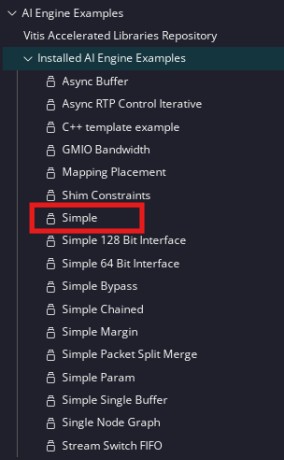 AI Engine Examples
Vitis Accelerated Libraries Repository
Installed AI Engine Examples
Async Buffer
Async RTP Control Iterative
C++ template example
GMIO Bandwidth
Mapping Placement
Shim Constraints
Simple
Simple 128 Bit Interface
Simple 64 Bit Interface
Simple Bypass
Simple Chained
Simple Margin
Simple Packet Split Merge
Simple Param
Simple Single Buffer
Single Node Graph
Stream Switch FIFO